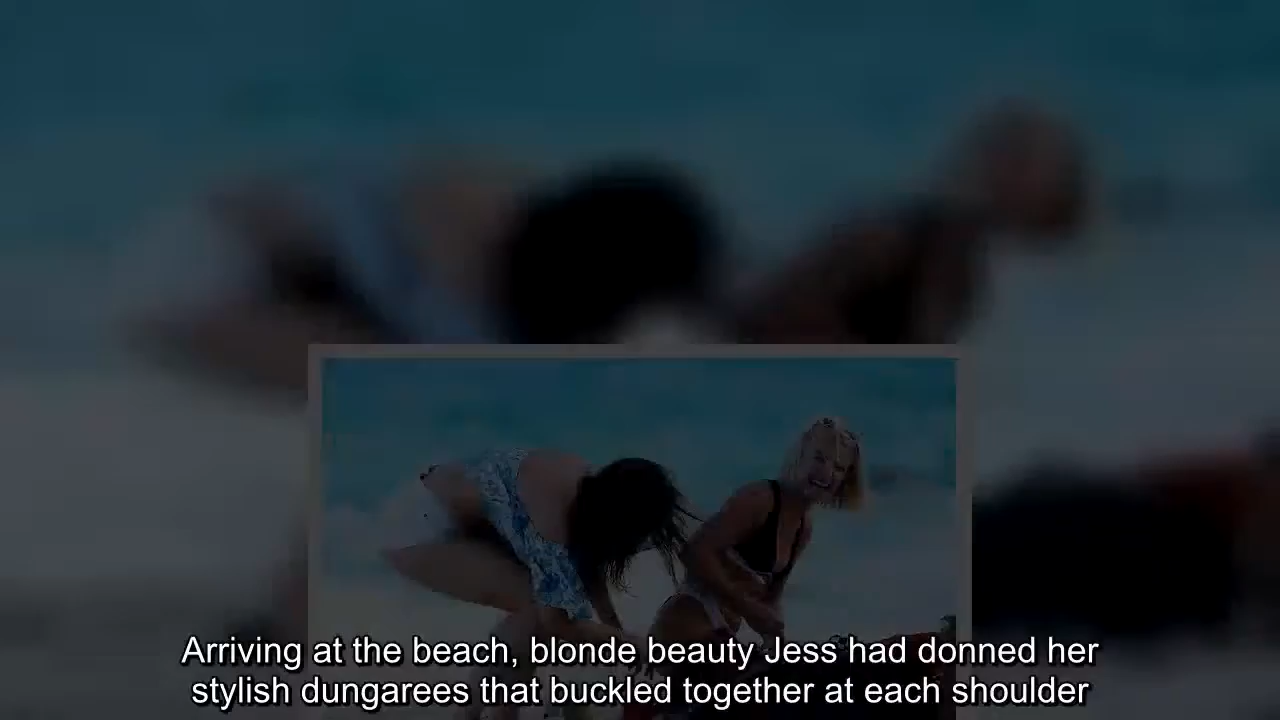 Arriving at the beach, blonde beauty Jess had donned her
stylish dungarees that buckled together at each shoulder